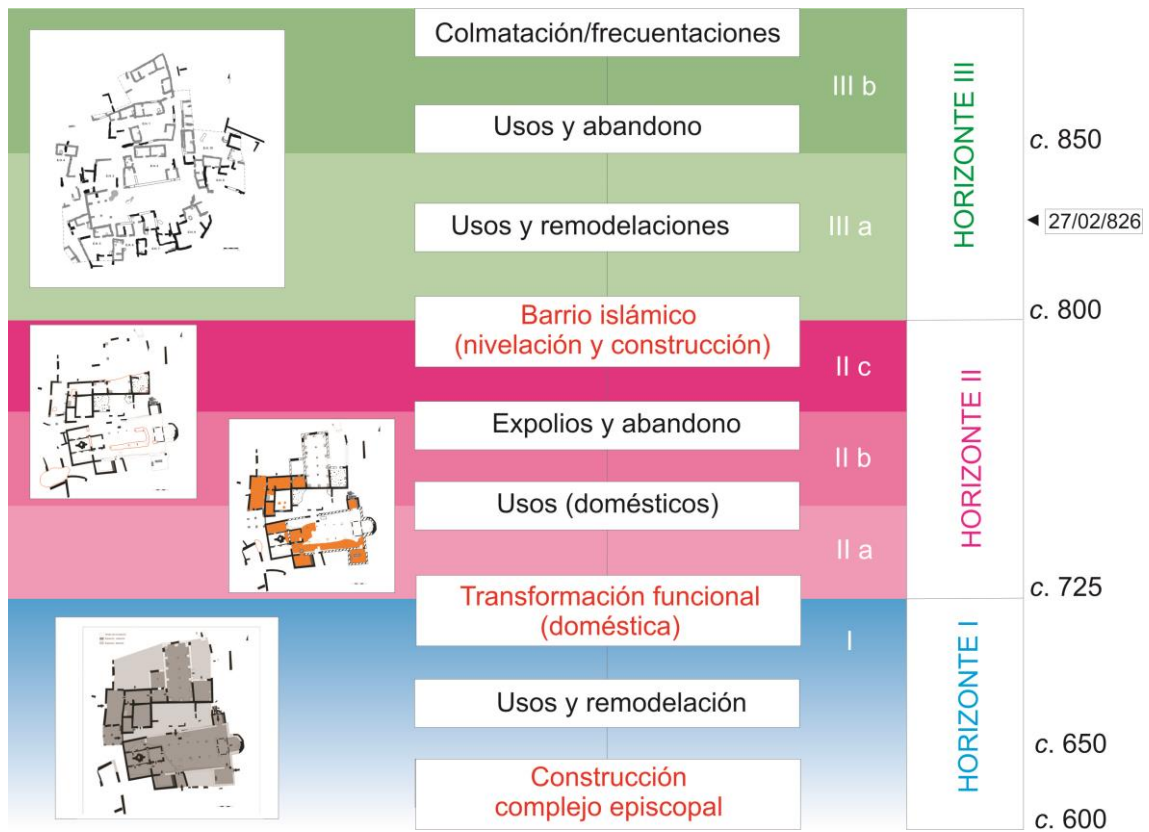 Colmatación/frecuentaciones
III b
Usos y abandono
c. 850
HORIZONTE III
Usos y remodelaciones
III a
27/02/826
c. 800
Barrio islámico
(nivelación y construcción)
II c
Expolios y abandono
II b
HORIZONTE II
Usos (domésticos)
II a
c. 725
Transformación funcional
(doméstica)
I
HORIZONTE I
Usos y remodelación
c. 650
Construcción
complejo episcopal
c. 600